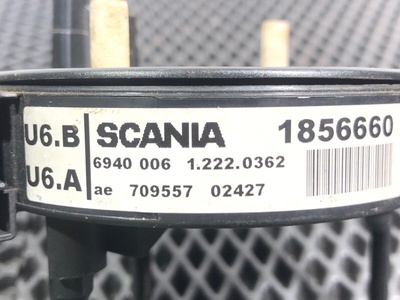 U6.B SCANIA 1856660
6940 006 1.222.0362
U6.A
ae 709557 02427